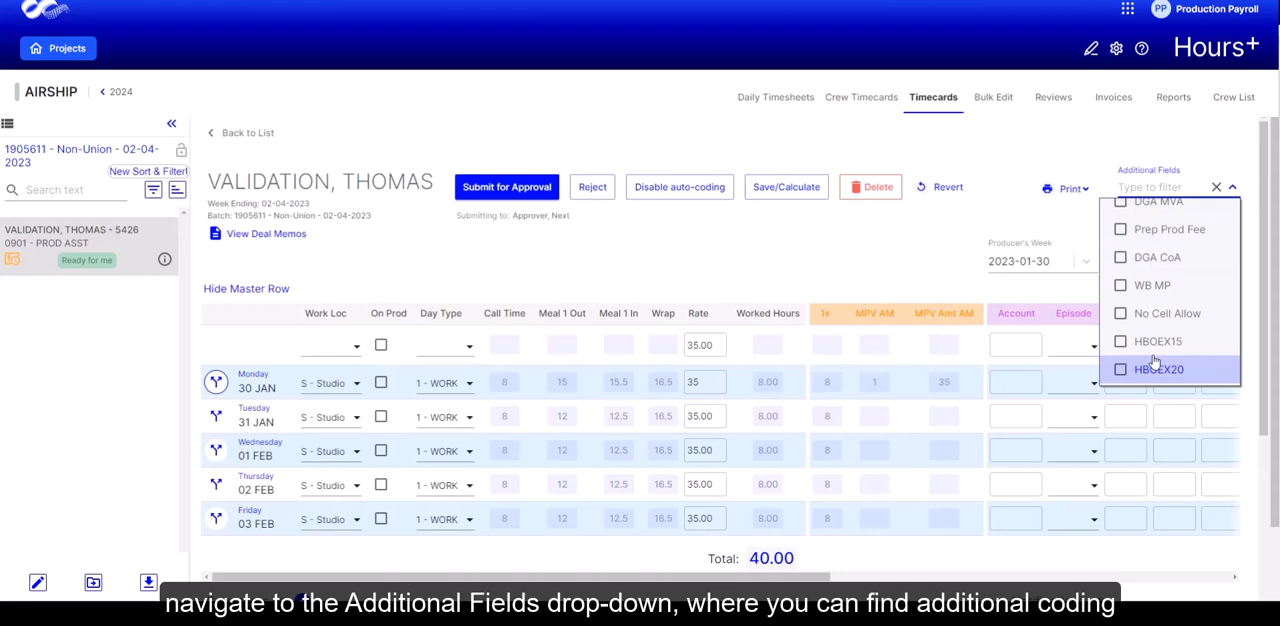 PP Production Payroll
Projects
Hours+
AIRSHIP 2024
Daily Timesheets Crew Timecards Timecards Bulk Edit Reviews Invoices Reports Crew List
Back to List
1905611 - Non-Union - 02-04-
2023
New Sort & Filter!
Search text
VALIDATION, THOMAS - 5426
0901 - PROD ASST
Ready for me
VALIDATION, THOMAS
Submit for Approval Reject Disable auto-coding Save/Calculate Delete Revert Print
Week Ending: 02-04-2023
Batch: 1905611 - Non-Union - 02-04-2023
Submitting to: Approver, Next
View Deal Memos
Additional Fields
Type to filter
DGA MVA
Prep Prod Fee
DGA CoA
WB MP
No Cell Allow
HBOEX15
HBOEX20
Producer's Week
2023-01-30
Hide Master Row
Work Loc On Prod Day Type Call Time Meal 1 Out Meal 1 In Wrap Rate Worked Hours 1x MPV AM MPV Amt AM Account Episode
35.00
Monday
30 JAN S - Studio 1 - WORK 8 15 15.5 16.5 35 8.00 8 1 35
Tuesday
31 JAN S - Studio 1 - WORK 8 12 12.5 16.5 35.00 8.00 8
Wednesday
01 FEB S - Studio 1 - WORK 8 12 12.5 16.5 35.00 8.00 8
Thursday
02 FEB S - Studio 1 - WORK 8 12 12.5 16.5 35.00 8.00 8
Friday
03 FEB S - Studio 1 - WORK 8 12 12.5 16.5 35.00 8.00 8
Total: 40.00
navigate to the Additional Fields drop-down, where you can find additional coding